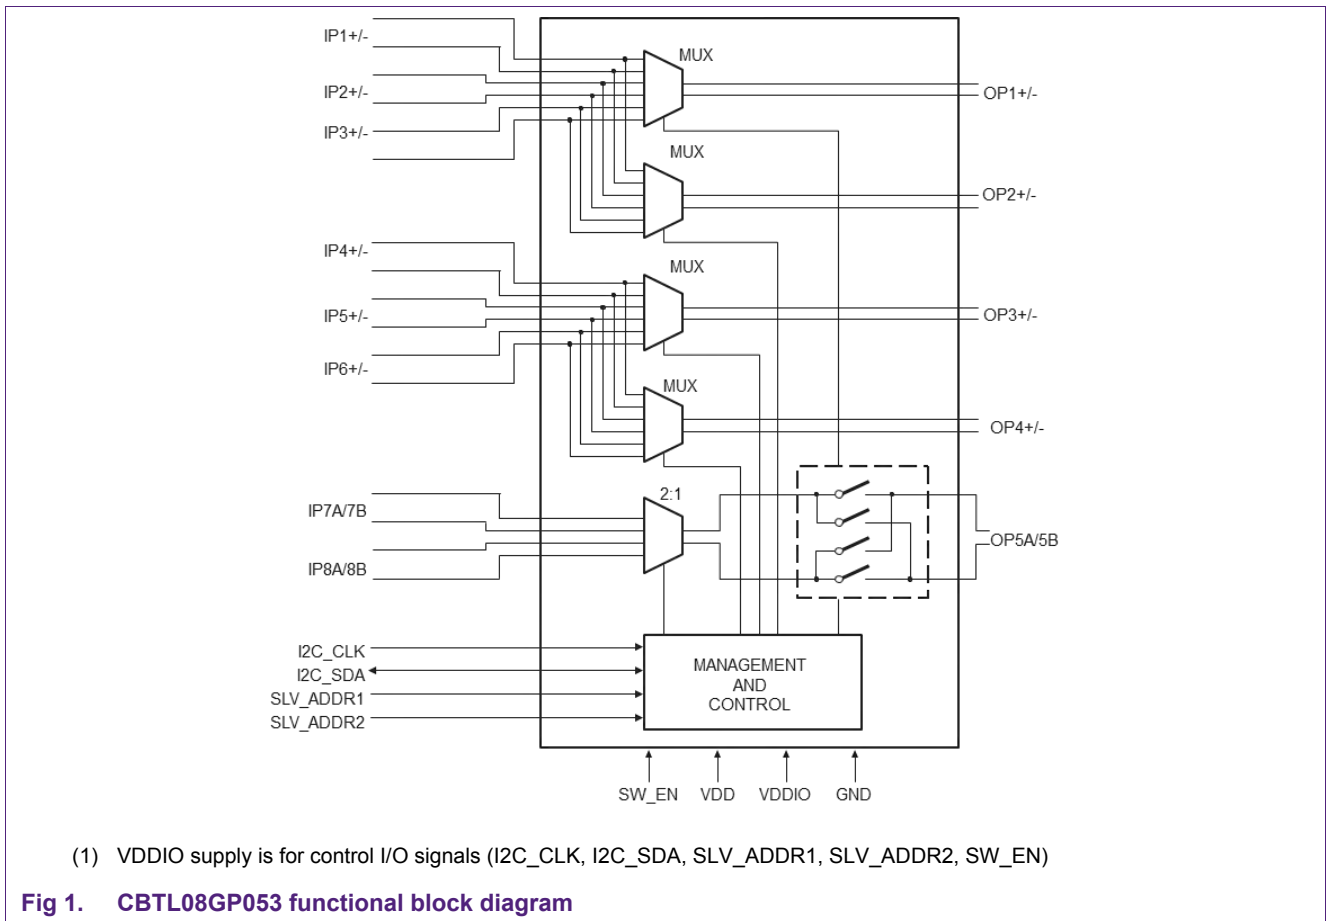 IP1+/-
MUX
IP2+/-
OP1+/-
IP3+/-
MUX
OP2+/-
IP4+/-
MUX
IP5+/-
OP3+/-
IP6+/-
MUX
OP4+/-
2:1
IP7A/7B
OP5A/5B
IP8A/8B
I2C_CLK
I2C_SDA
SLV_ADDR1
SLV_ADDR2
MANAGEMENT
AND
CONTROL
SW_EN VDD VDDIO GND
(1) VDDIO supply is for control I/O signals (I2C_CLK, I2C_SDA, SLV_ADDR1, SLV_ADDR2, SW_EN)
Fig 1. CBTL08GP053 functional block diagram